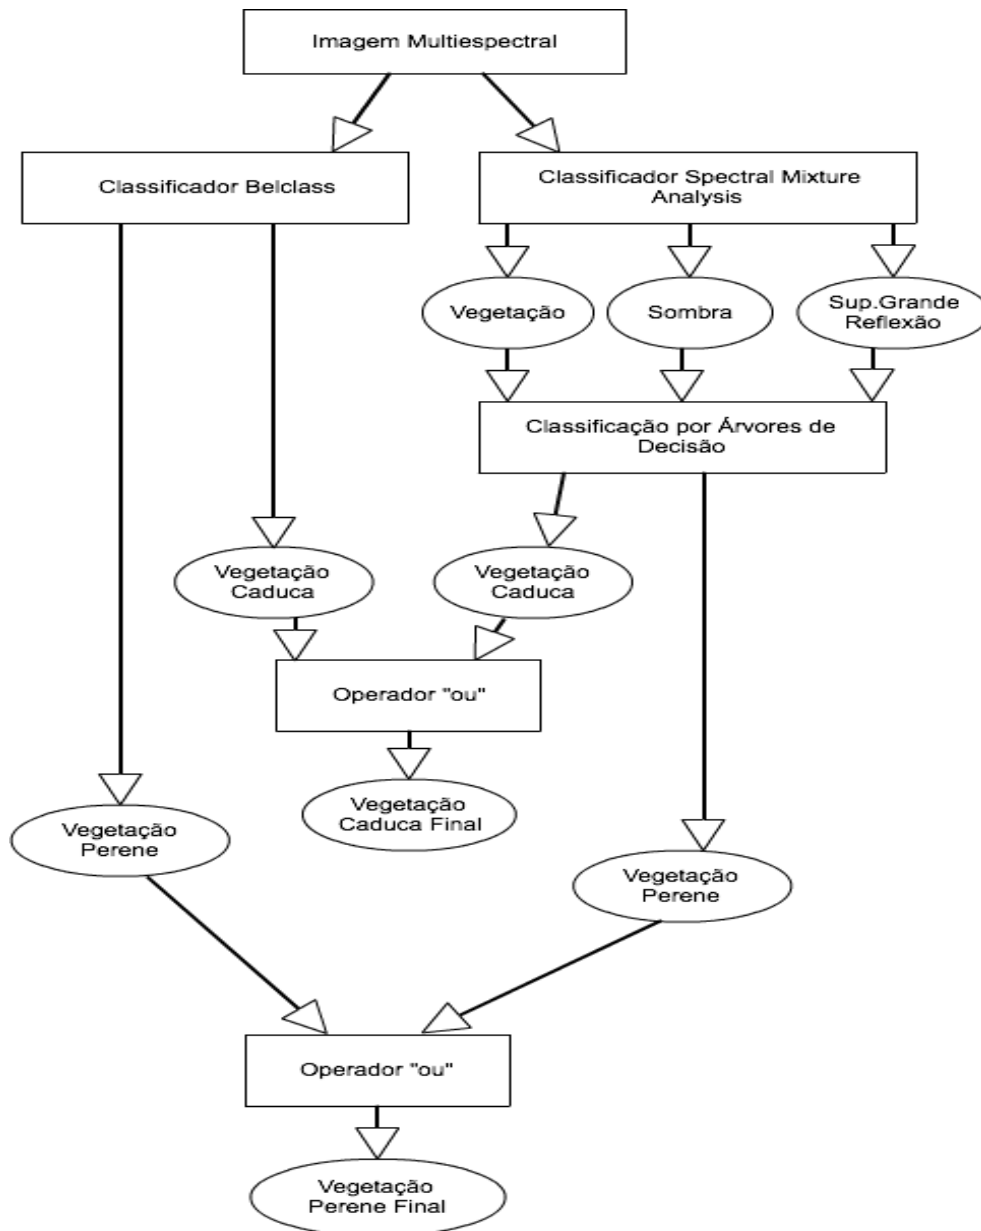 Imagem Multiespectral
Classificador Belclass
Classificador Spectral Mixture
Analysis
Vegetação
Sombra
Sup.Grande
Reflexão
Classificação por Árvores de
Decisão
Vegetação
Caduca
Vegetação
Caduca
Operador "ou"
Vegetação
Caduca Final
Vegetação
Perene
Vegetação
Perene
Operador "ou"
Vegetação
Perene Final